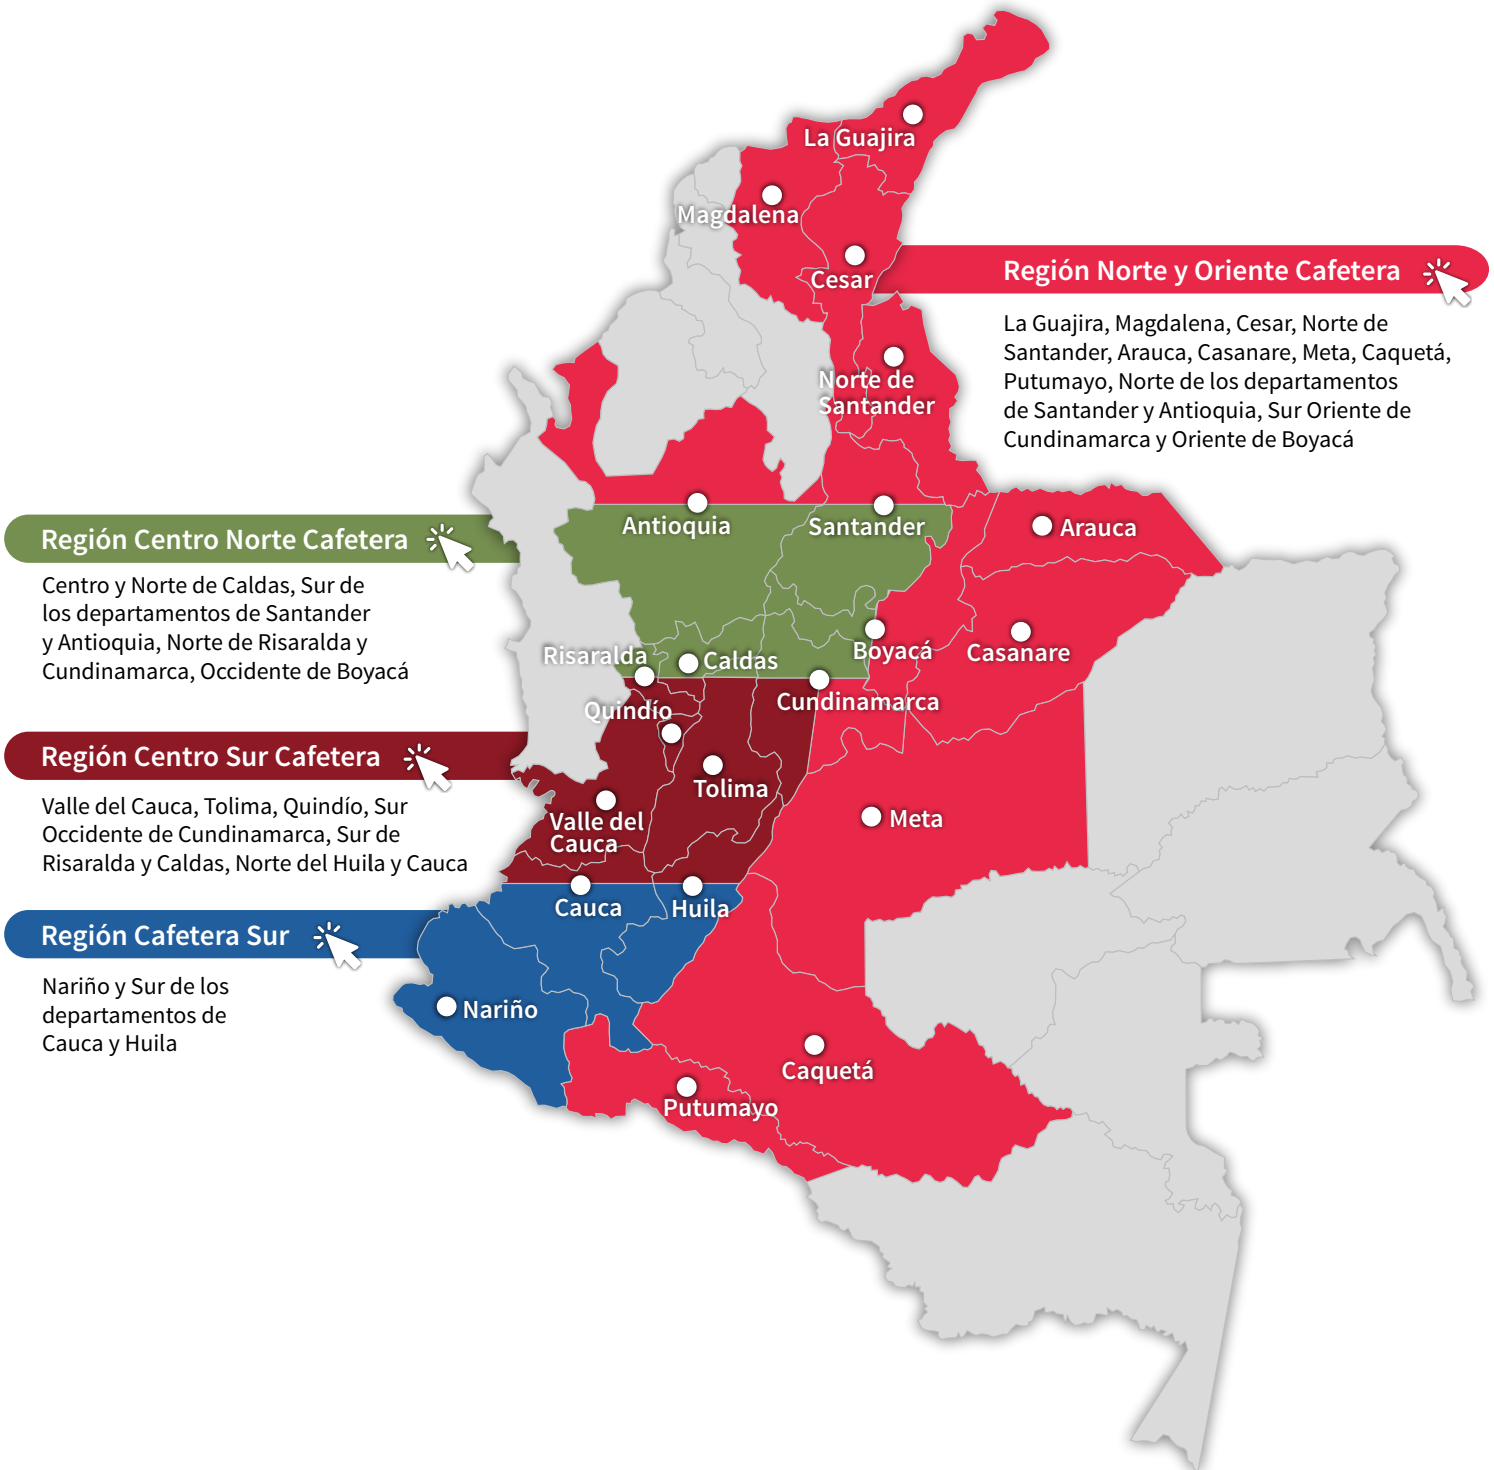 La Guajira
Magdalena
Cesar
Región Norte y Oriente Cafetera
La Guajira, Magdalena, Cesar, Norte de
Santander, Arauca, Casanare, Meta, Caquetá,
Putumayo, Norte de los departamentos
de Santander y Antioquia, Sur Oriente de
Cundinamarca y Oriente de Boyacá
Norte de
Santander
Antioquia
Santander
Arauca
Región Centro Norte Cafetera
Centro y Norte de Caldas, Sur de
los departamentos de Santander
y Antioquia, Norte de Risaralda y
Cundinamarca, Occidente de Boyacá
Risaralda
Caldas
Boyacá
Casanare
Quindío
Cundinamarca
Región Centro Sur Cafetera
Valle del Cauca, Tolima, Quindío, Sur
Occidente de Cundinamarca, Sur de
Risaralda y Caldas, Norte del Huila y Cauca
Tolima
Valle del
Cauca
Meta
Cauca
Huila
Región Cafetera Sur
Nariño y Sur de los
departamentos de
Cauca y Huila
Nariño
Caquetá
Putumayo